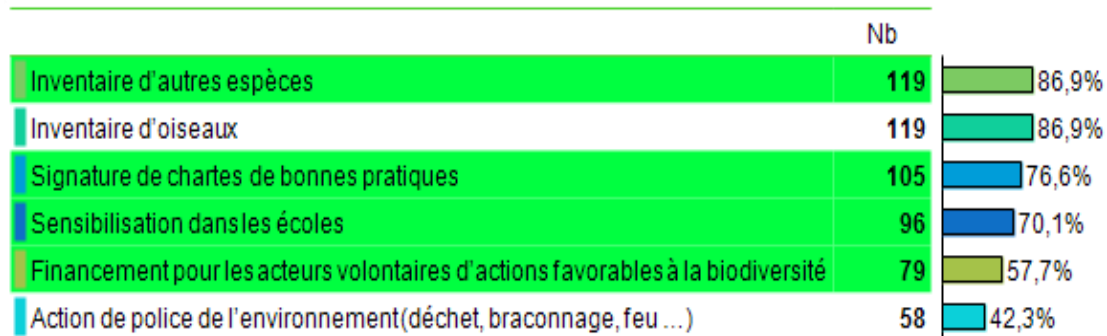 Nb
Inventaire d'autres espèces 119 86,9%
Inventaire d'oiseaux 119 86,9%
Signature de chartes de bonnes pratiques 105 76,6%
Sensibilisation dans les écoles 96 70,1%
Financement pour les acteurs volontaires d'actions favorables à la biodiversité 79 57,7%
Action de police de l'environnement (déchet, braconnage, feu ...) 58 42,3%